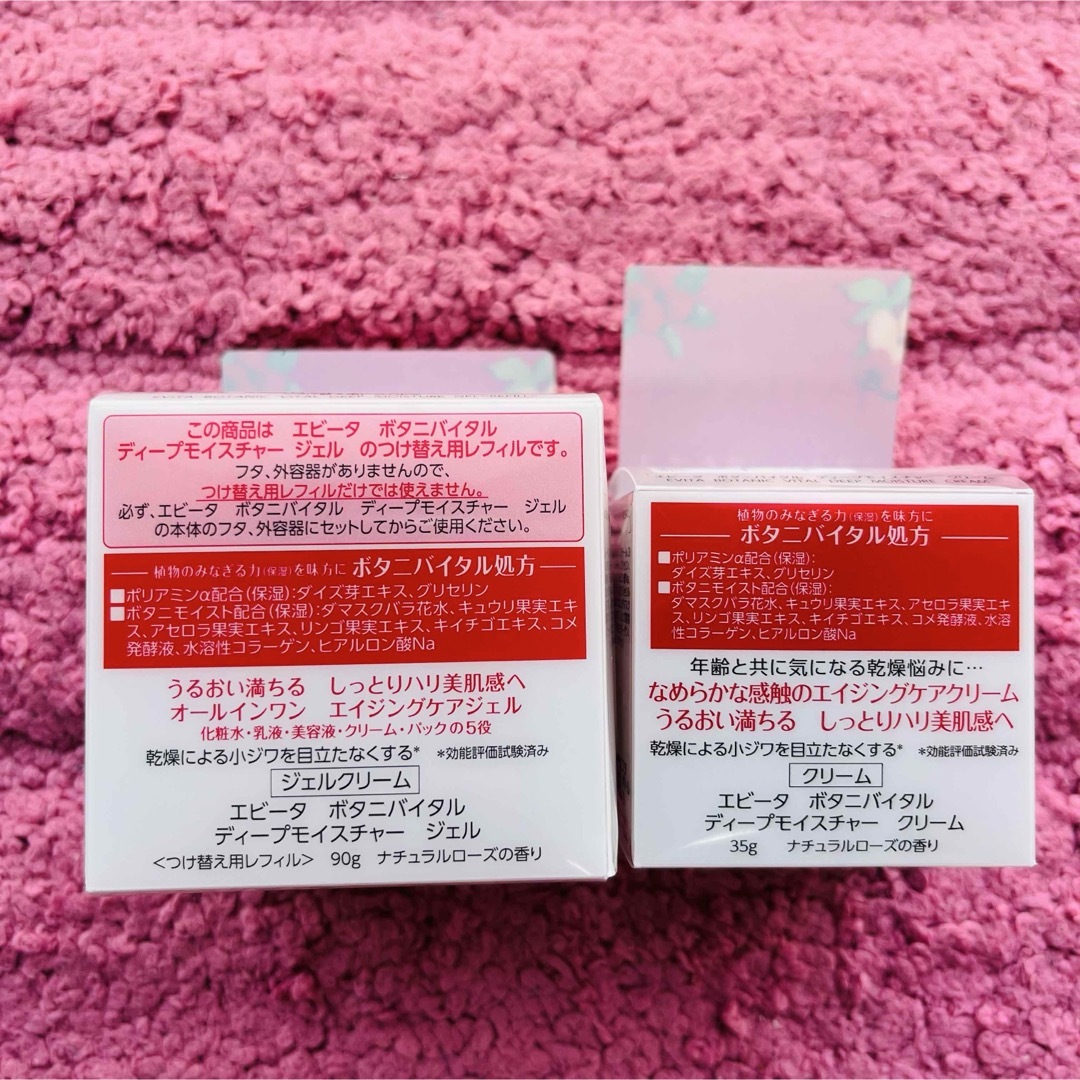 この商品は エビータ ボタニバイタル
ディープモイスチャー ジェル のつけ替え用レフィルです。
フタ、外容器がありませんので、
つけ替え用レフィルだけでは使えません。
必ず、エビータ ボタニバイタル ディープモイスチャー ジェル
の本体のフタ、外容器にセットしてからご使用ください。
植物のみなぎる力(保湿)を味方に ボタニバイタル処方
■ポリアミンα配合(保湿):ダイズ芽エキス、グリセリン
■ボタニモイスト配合(保湿):ダマスクバラ花水、キュウリ果実エキ
ス、アセロラ果実エキス、リンゴ果実エキス、キイチゴエキス、コメ
発酵液、水溶性コラーゲン、ヒアルロン酸Na
うるおい満ちる しっとりハリ美肌感へ
オールインワン エイジングケアジェル
化粧水・乳液・美容液・クリーム・パックの5役
乾燥による小ジワを目立たなくする* *効能評価試験済み
ジェルクリーム
エビータ ボタニバイタル
ディープモイスチャー ジェル
<つけ替え用レフィル> 90g ナチュラルローズの香り
EVITA BOTANIC VITAL DEEP MOISTURE CREAM
植物のみなぎる力(保湿)を味方に
ボタニバイタル処方
■ポリアミンα配合(保湿):
ダイズ芽エキス、グリセリン
■ボタニモイスト配合(保湿):
ダマスクバラ花水、キュウリ果実エキス、アセロラ果実エキ
ス、リンゴ果実エキス、キイチゴエキス、コメ発酵液、水溶
性コラーゲン、ヒアルロン酸Na
年齢と共に気になる乾燥悩みに…
なめらかな感触のエイジングケアクリーム
うるおい満ちる しっとりハリ美肌感へ
乾燥による小ジワを目立たなくする* *効能評価試験済み
クリーム
エビータ ボタニバイタル
ディープモイスチャー クリーム
35g ナチュラルローズの香り